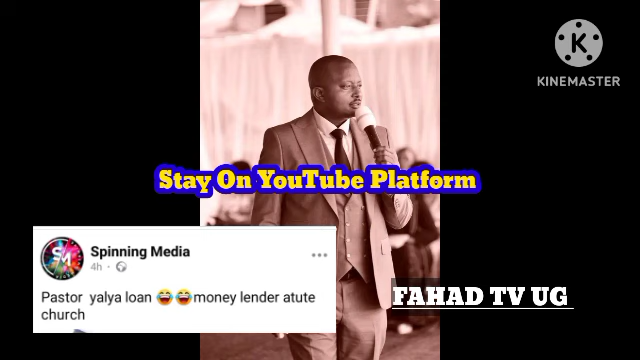 KINEMASTER
Stay On YouTube Platform
Spinning Media
4h
Pastor yalya loan 😂😂money lender atute
church
FAHAD TV UG